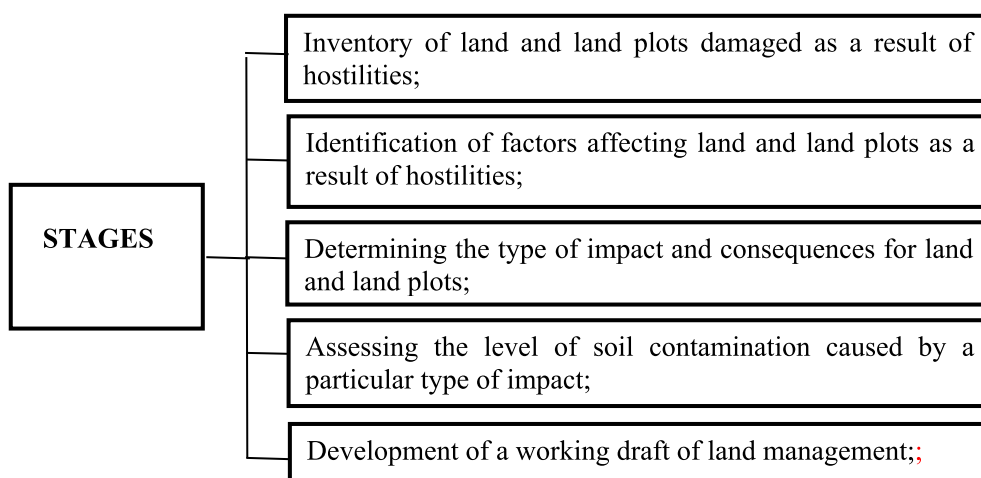 Inventory of land and land plots damaged as a result of
hostilities;
Identification of factors affecting land and land plots as a
result of hostilities;
STAGES
Determining the type of impact and consequences for land
and land plots;
Assessing the level of soil contamination caused by a
particular type of impact;
Development of a working draft of land management;;